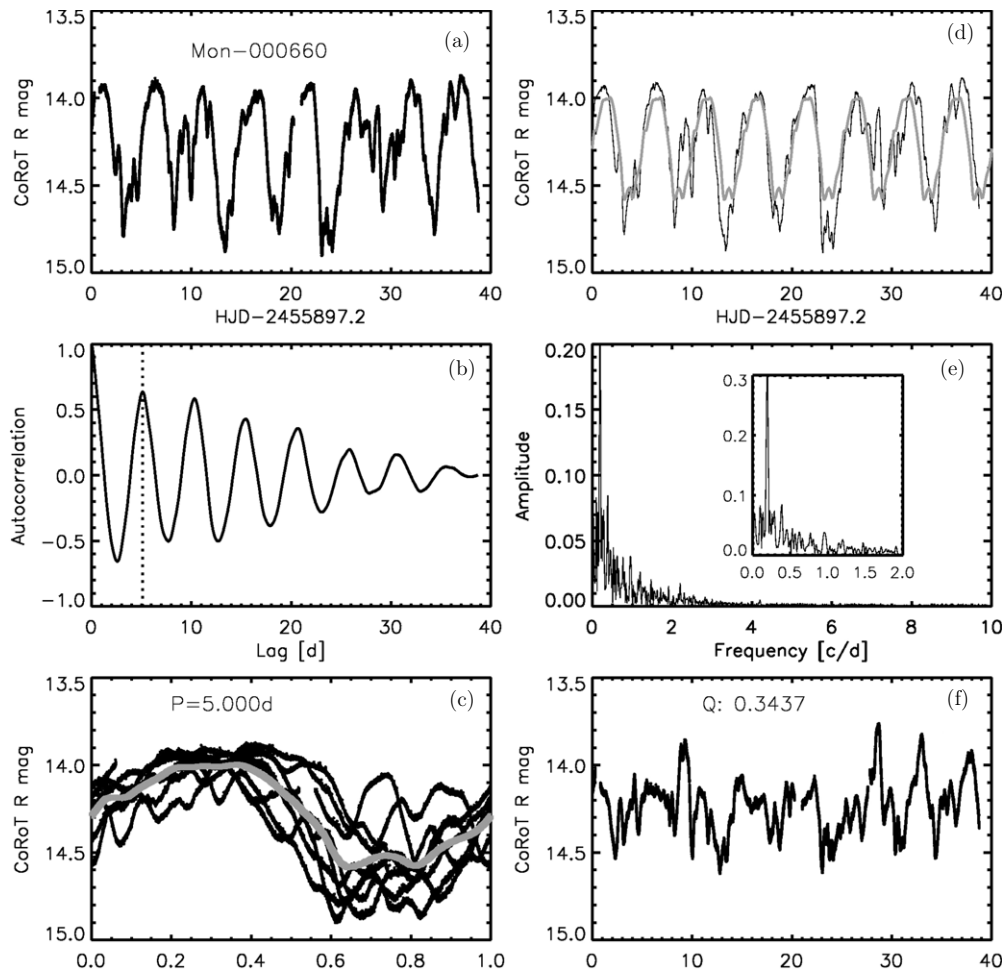 13.5
14.0
14.5
15.0
CoRoT R mag
Mon-000660
(a)
0 10 20 30 40
HJD-2455897.2
13.5
14.0
14.5
15.0
CoRoT R mag
(d)
0 10 20 30 40
HJD-2455897.2
1.0
0.5
0.0
-0.5
-1.0
Autocorrelation
(b)
0 10 20 30 40
Lag [d]
0.20
0.15
0.10
0.05
0.00
Amplitude
(e)
0.3
0.2
0.1
0.0
0.0 0.5 1.0 1.5 2.0
0 2 4 6 8 10
Frequency [c/d]
13.5
14.0
14.5
15.0
CoRoT R mag
P=5.000d
(c)
0.0 0.2 0.4 0.6 0.8 1.0
13.5
14.0
14.5
15.0
CoRoT R mag
Q: 0.3437
(f)
0 10 20 30 40